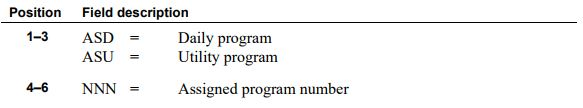 Position Field description
1–3 ASD = Daily program
ASU = Utility program
4–6 NNN = Assigned program number